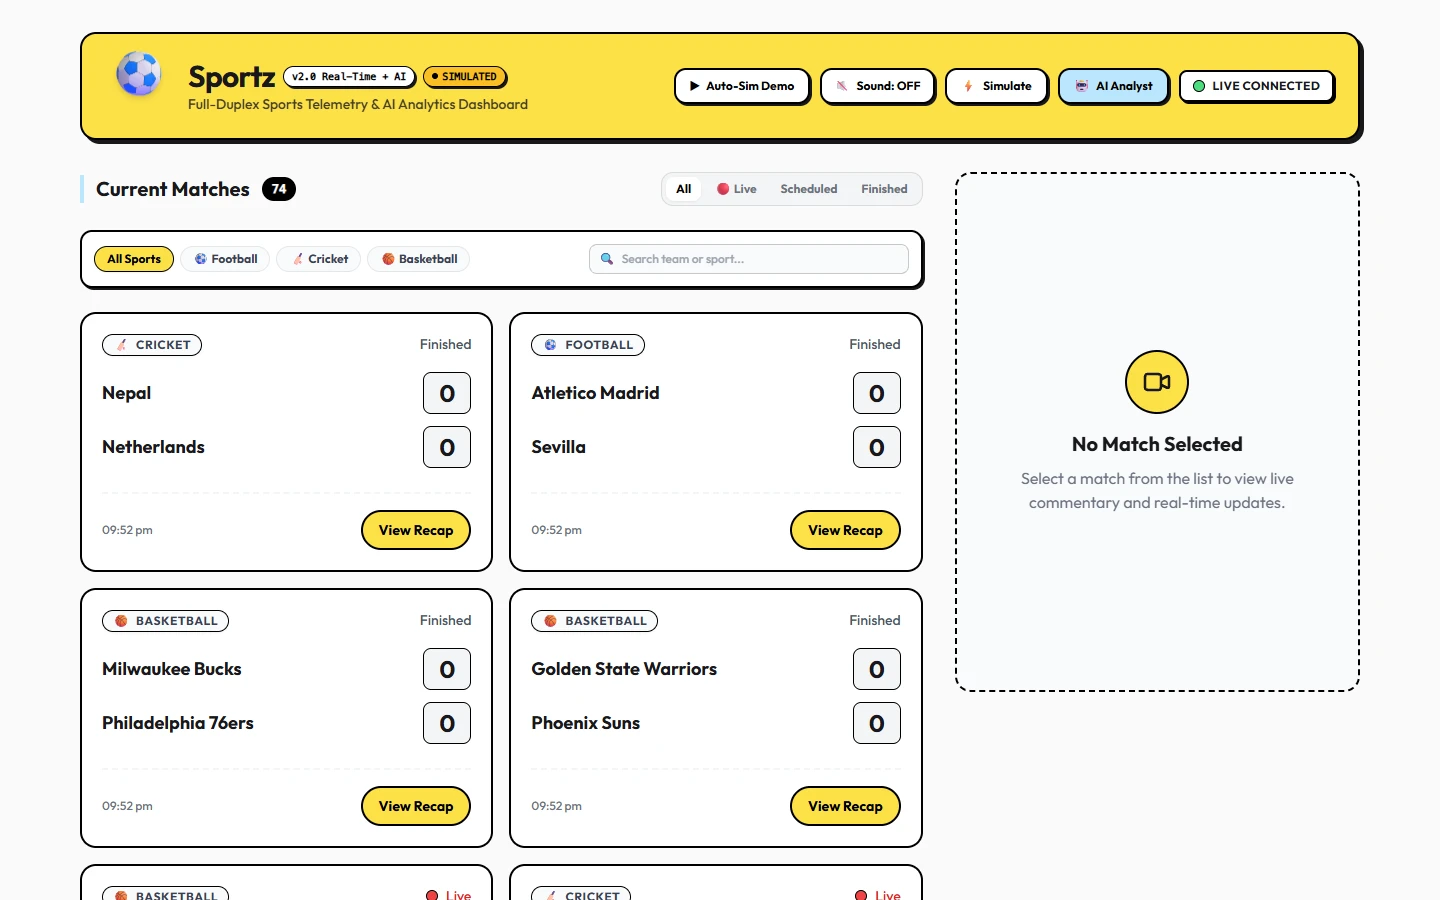 Sportz v2.0 Real-Time + AI SIMULATED
Full-Duplex Sports Telemetry & AI Analytics Dashboard
Auto-Sim Demo
Sound: OFF
Simulate
AI Analyst
LIVE CONNECTED
Current Matches 74
All Live Scheduled Finished
All Sports Football Cricket Basketball
Search team or sport...
CRICKET Finished
Nepal 0
Netherlands 0
09:52 pm View Recap
FOOTBALL Finished
Atletico Madrid 0
Sevilla 0
09:52 pm View Recap
BASKETBALL Finished
Milwaukee Bucks 0
Philadelphia 76ers 0
09:52 pm View Recap
BASKETBALL Finished
Golden State Warriors 0
Phoenix Suns 0
09:52 pm View Recap
BASKETBALL Live
CRICKET Live
No Match Selected
Select a match from the list to view live
commentary and real-time updates.